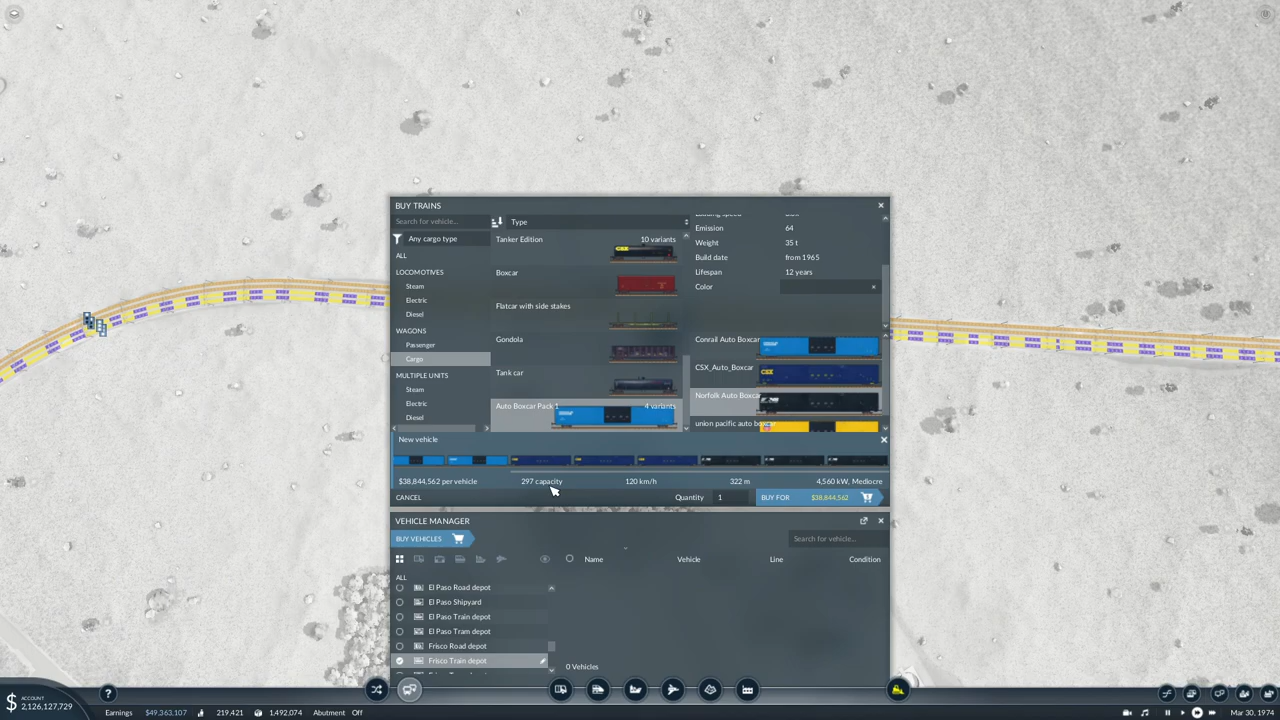 BUY TRAINS
Search for vehicle...
Type
Any cargo type
ALL
LOCOMOTIVES
Steam
Electric
Diesel
WAGONS
Passenger
Cargo
MULTIPLE UNITS
Steam
Electric
Diesel
Tanker Edition 10 variants
Boxcar
Flatcar with side stakes
Gondola
Tank car
Auto Boxcar Pack 1 4 variants
Emission 64
Weight 35 t
Build date from 1965
Lifespan 12 years
Color
Conrail Auto Boxcar
CSX_Auto_Boxcar
Norfolk Auto Boxcar
union pacific auto boxcar
New vehicle
$38,844,562 per vehicle 297 capacity 120 km/h 322 m 4,560 kW, Mediocre
CANCEL Quantity 1 BUY FOR $38,844,562
VEHICLE MANAGER
BUY VEHICLES Search for vehicle...
Name Vehicle Line Condition
ALL
El Paso Road depot
El Paso Shipyard
El Paso Train depot
El Paso Tram depot
Frisco Road depot
Frisco Train depot
0 Vehicles
$ ACCOUNT
2,126,127,729
?
Earnings $49,363,107 219,421 1,492,074 Abutment Off Mar 30, 1974